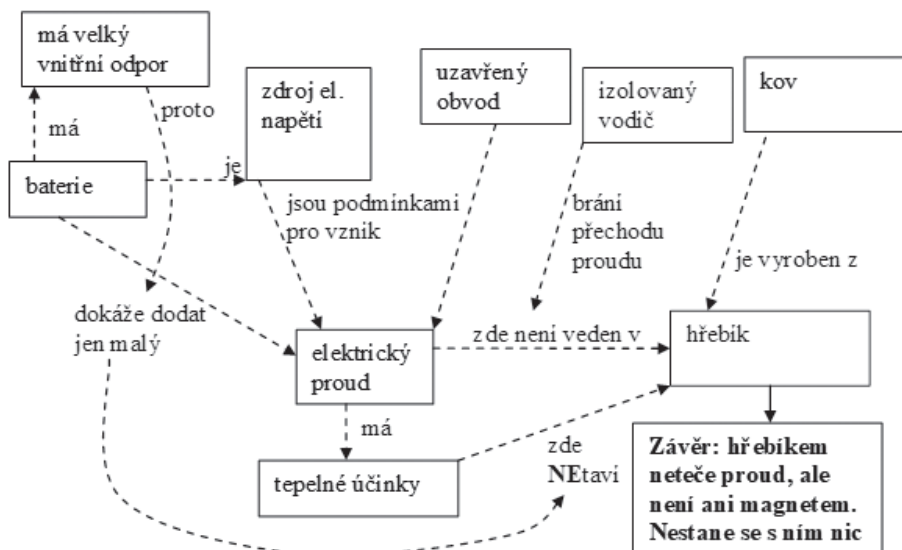 má velký
vnitřní odpor
zdroj el.
napětí
uzavřený
obvod
izolovaný
vodič
kov
proto
má
je
baterie
jsou podmínkami
pro vznik
brání
přechodu
proudu
je vyroben z
dokáže dodat
jen malý
elektrický
proud
zde není veden v
hřebík
má
zde
NEtaví
tepelné účinky
Závěr: hřebíkem
neteče proud, ale
není ani magnetem.
Nestane se s ním nic